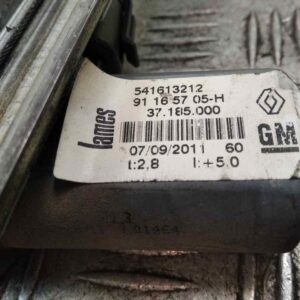 541613212
91 16 57 05-H
37.185.000
Lames
GM
07/09/2011 60
t:2.8 I:+5.0